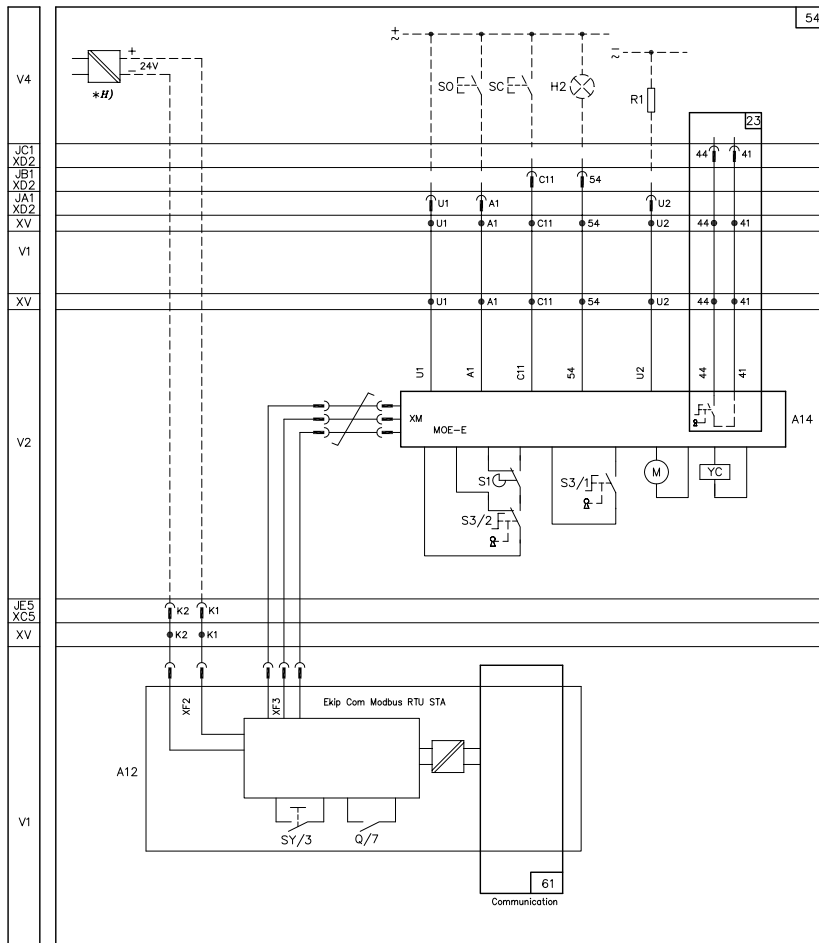 54
V4
+
~
+
– 24V
*H)
SO
SC
H2
–
~
R1
23
JC1
XD2
44
41
JB1
XD2
C11
54
JA1
XD2
U1
A1
U2
XV
U1
A1
C11
54
U2
44
41
V1
XV
U1
A1
C11
54
U2
44
41
U1
A1
C11
54
U2
44
41
XM
MOE-E
A14
V2
S1
S3/1
M
YC
S3/2
JE5
XC5
K2
K1
XV
K2
K1
XF2
XF3
Ekip Com Modbus RTU STA
A12
V1
SY/3
Q/7
61
Communication